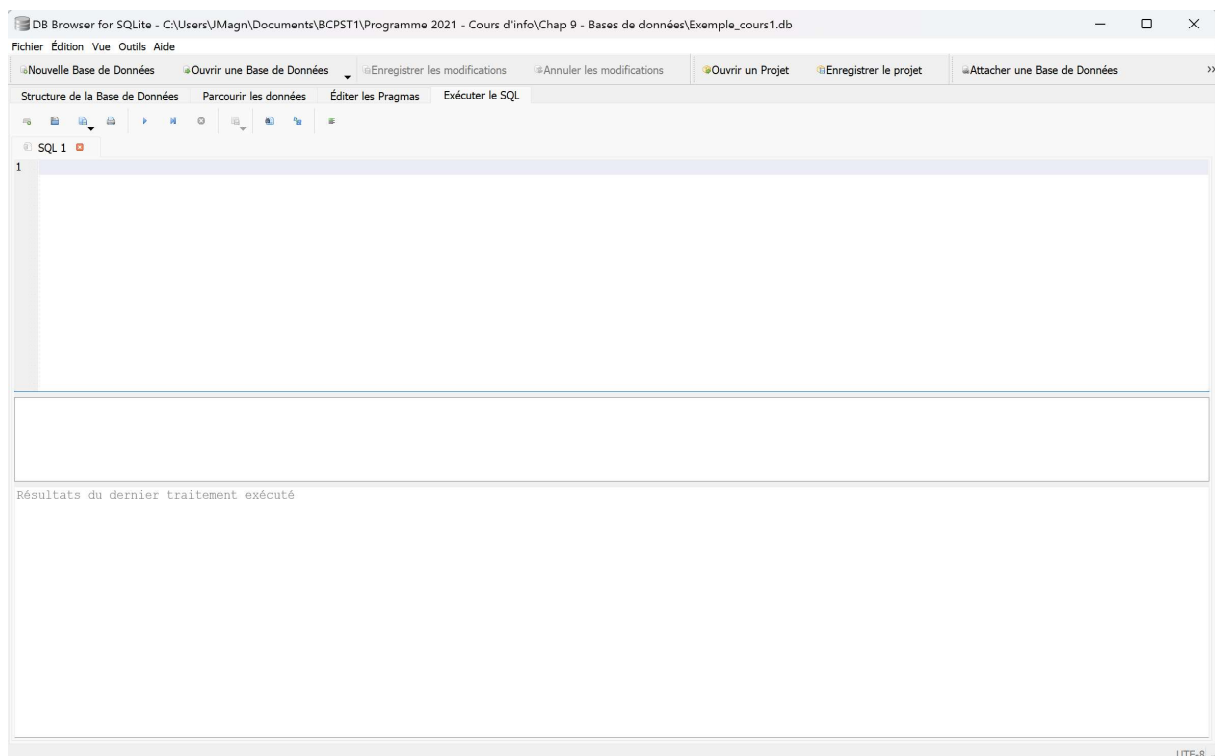 DB Browser for SQLite - C:\Users\JMagn\Documents\BCPST1\Programme 2021 - Cours d'info\Chap 9 - Bases de données\Exemple_cours1.db
Fichier Édition Vue Outils Aide
Nouvelle Base de Données Ouvrir une Base de Données Enregistrer les modifications Annuler les modifications Ouvrir un Projet Enregistrer le projet Attacher une Base de Données »
Structure de la Base de Données Parcourir les données Éditer les Pragmas Exécuter le SQL
SQL 1
1
Résultats du dernier traitement exécuté
UTF-8